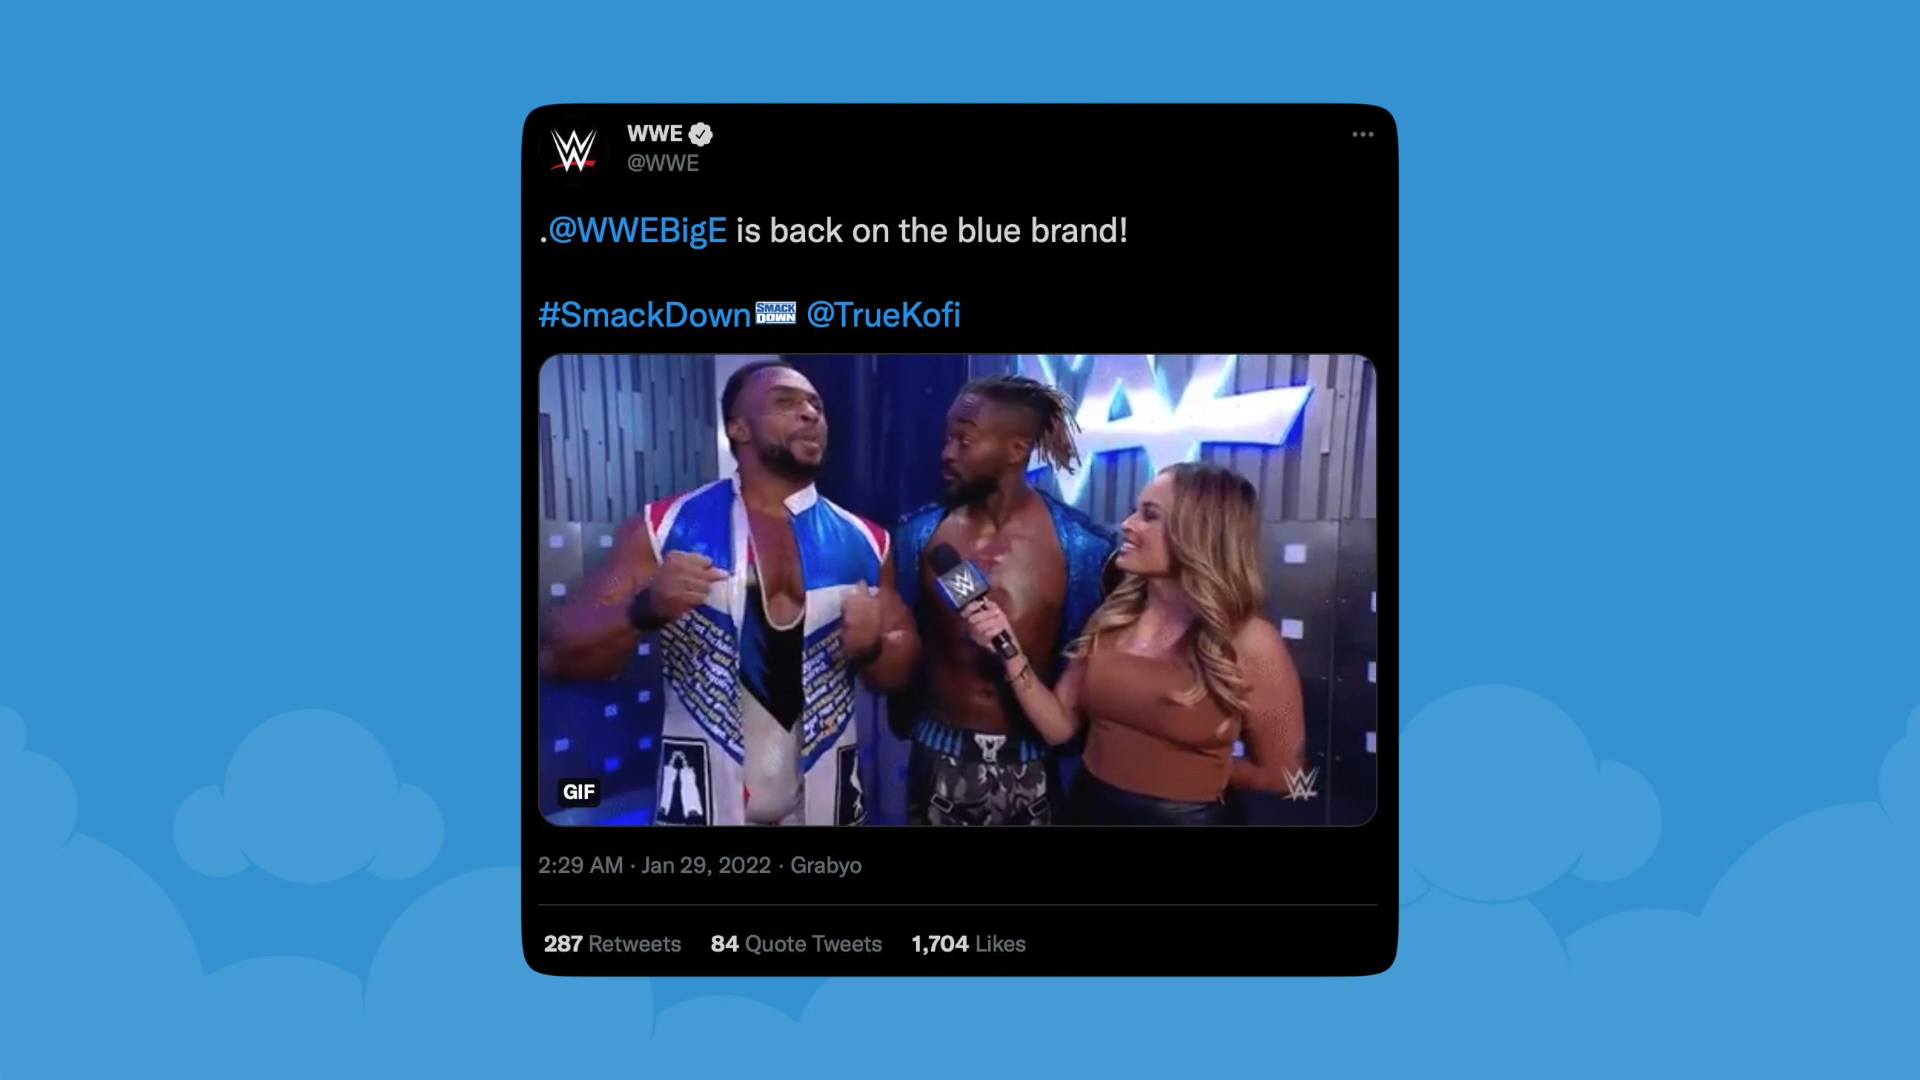 WWE
@WWE
.@WWEBigE is back on the blue brand!
#SmackDown SMACK DOWN @TrueKofi
GIF
2:29 AM · Jan 29, 2022 · Grabyo
287 Retweets 84 Quote Tweets 1,704 Likes